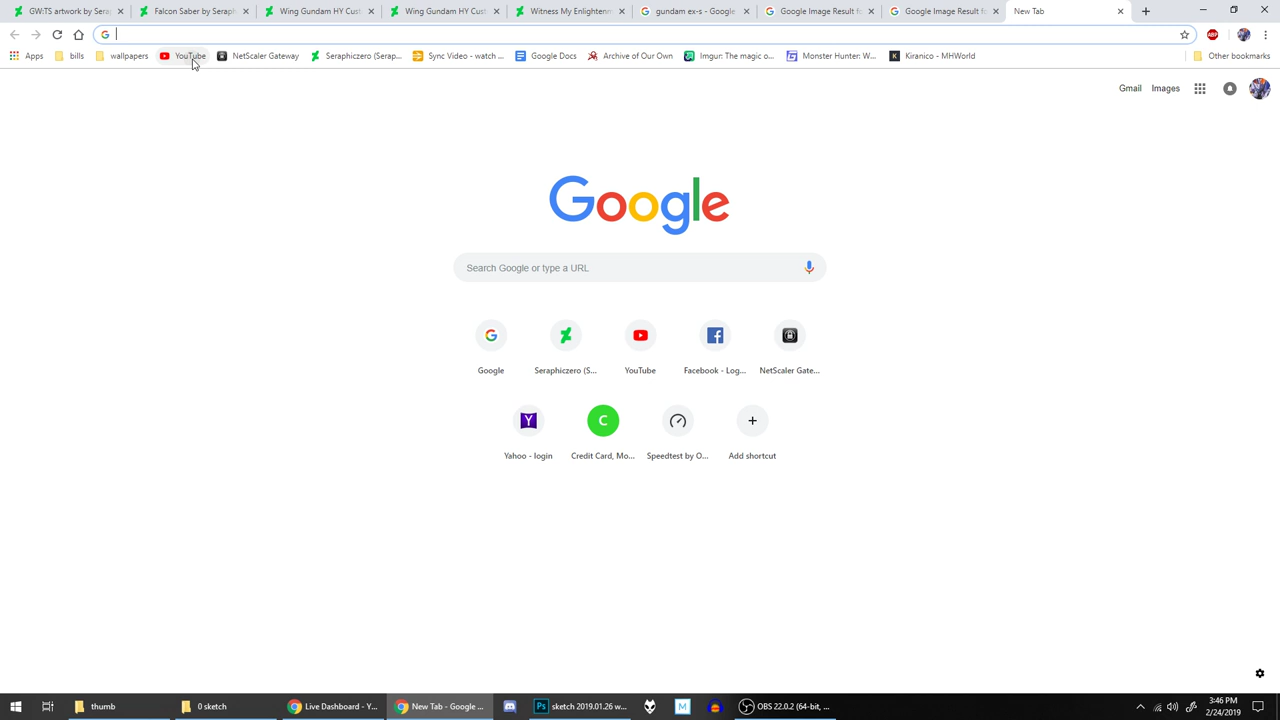 GW:TS artwork by Serap
Falcon Saber by Seraph
Wing Gundam HY Cust
Wing Gundam HY Cust
Witness My Enlightenm
gundam ex-s - Google
Google Image Result fo
Google Image Result fo
New Tab
Apps
bills
wallpapers
YouTube
NetScaler Gateway
Seraphiczero (Serap...
Sync Video - watch ...
Google Docs
Archive of Our Own
Imgur: The magic o...
Monster Hunter: W...
Kiranico - MHWorld
Other bookmarks
Gmail
Images
Google
Search Google or type a URL
Google
Seraphiczero (S...
YouTube
Facebook - Log...
NetScaler Gate...
Yahoo - login
Credit Card, Mo...
Speedtest by O...
Add shortcut
thumb
0 sketch
Live Dashboard - Y...
New Tab - Google ...
sketch 2019.01.26 w...
OBS 22.0.2 (64-bit, ...
3:46 PM
2/24/2019